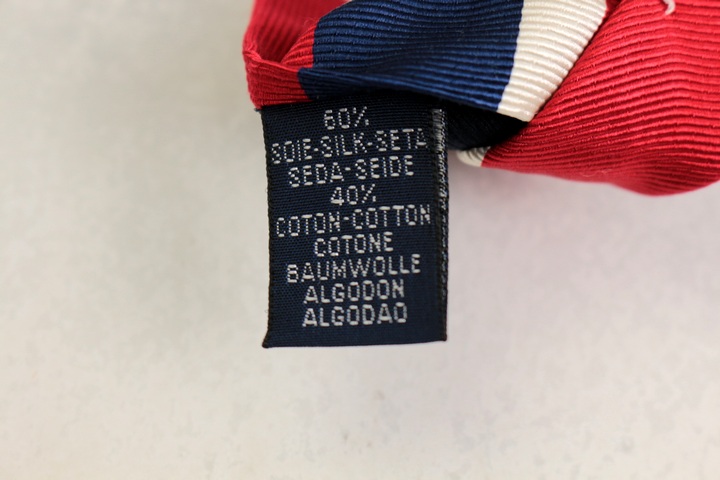 60%
SOIE-SILK-SETA
SEDA-SEIDE
40%
COTON-COTTON
COTONE
BAUMWOLLE
ALGODON
ALGODAO